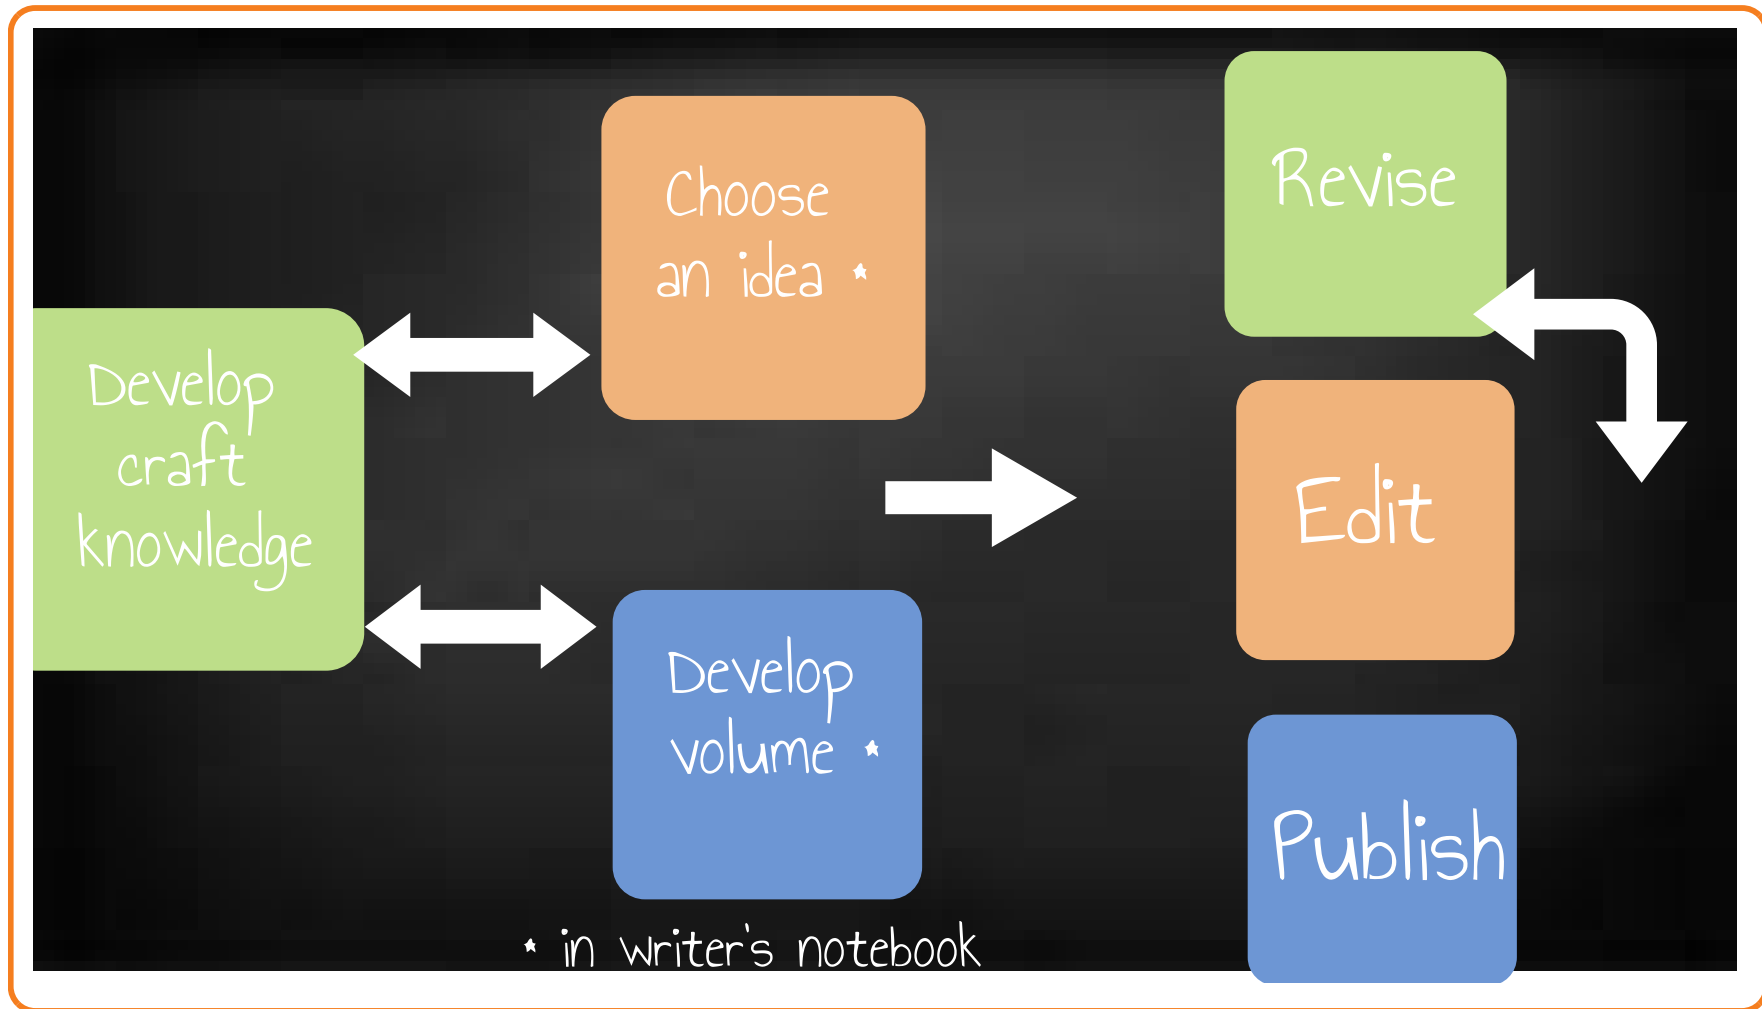 Develop
craft
knowledge
Choose
an idea *
Develop
volume *
* in writer's notebook
Revise
Edit
Publish